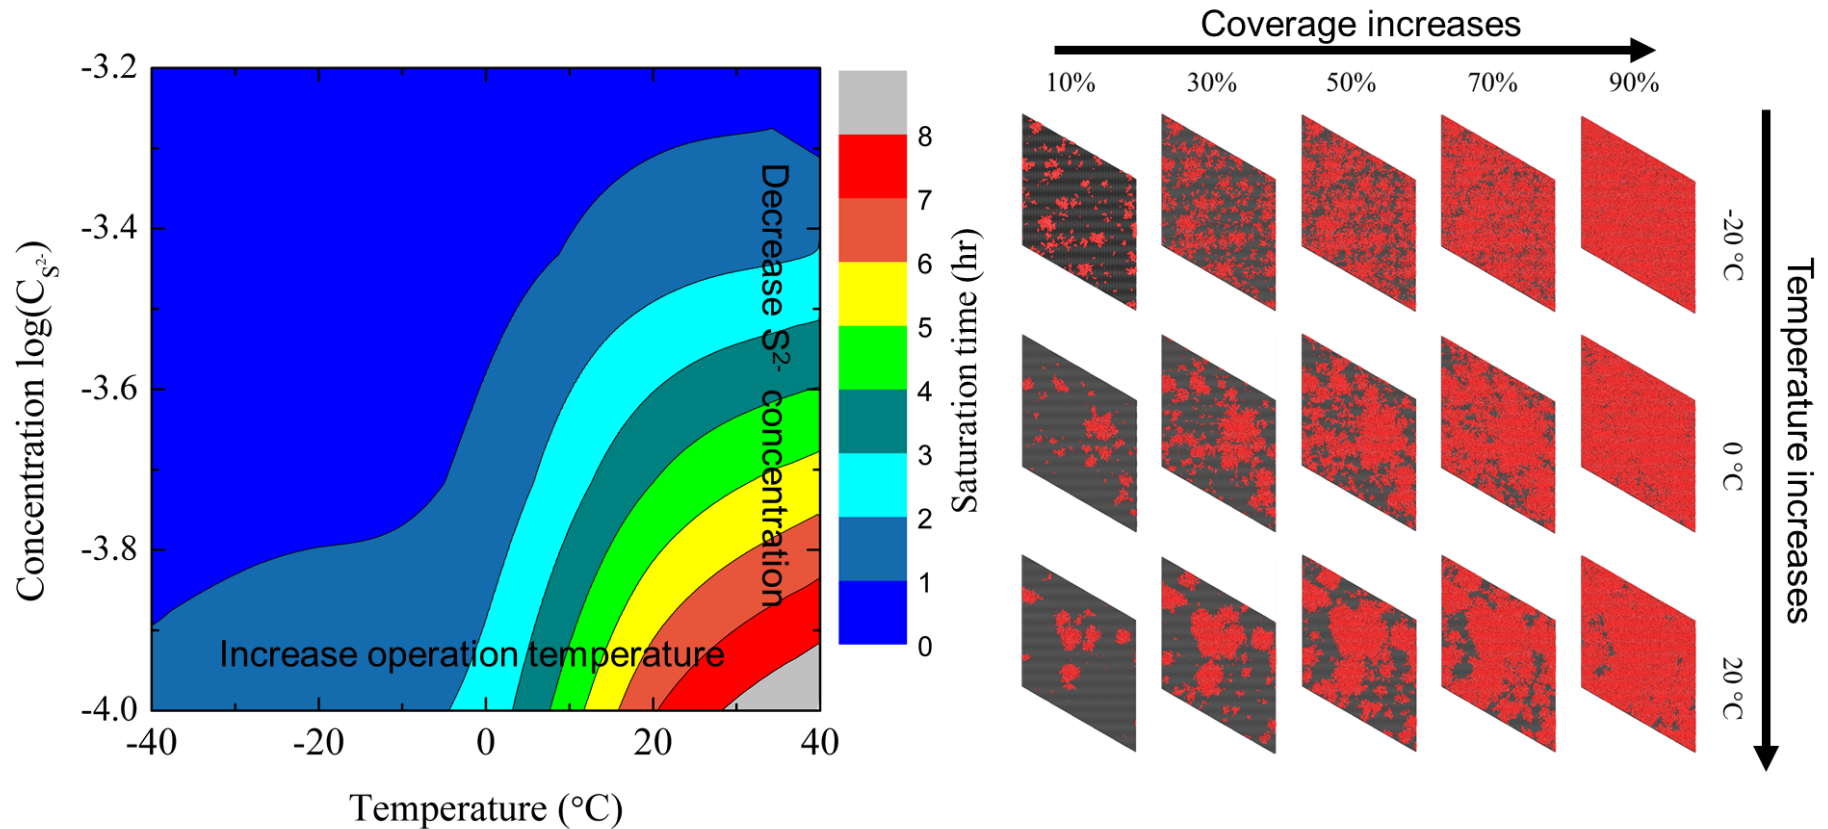 -3.2
-3.4
-3.6
-3.8
-4.0
Concentration log(C_S²⁻)
-40
-20
0
20
40
Temperature (°C)
Decrease S²⁻ concentration
Increase operation temperature
8
7
6
5
4
3
2
1
0
Saturation time (hr)
Coverage increases
10%
30%
50%
70%
90%
-20 °C
0 °C
20 °C
Temperature increases